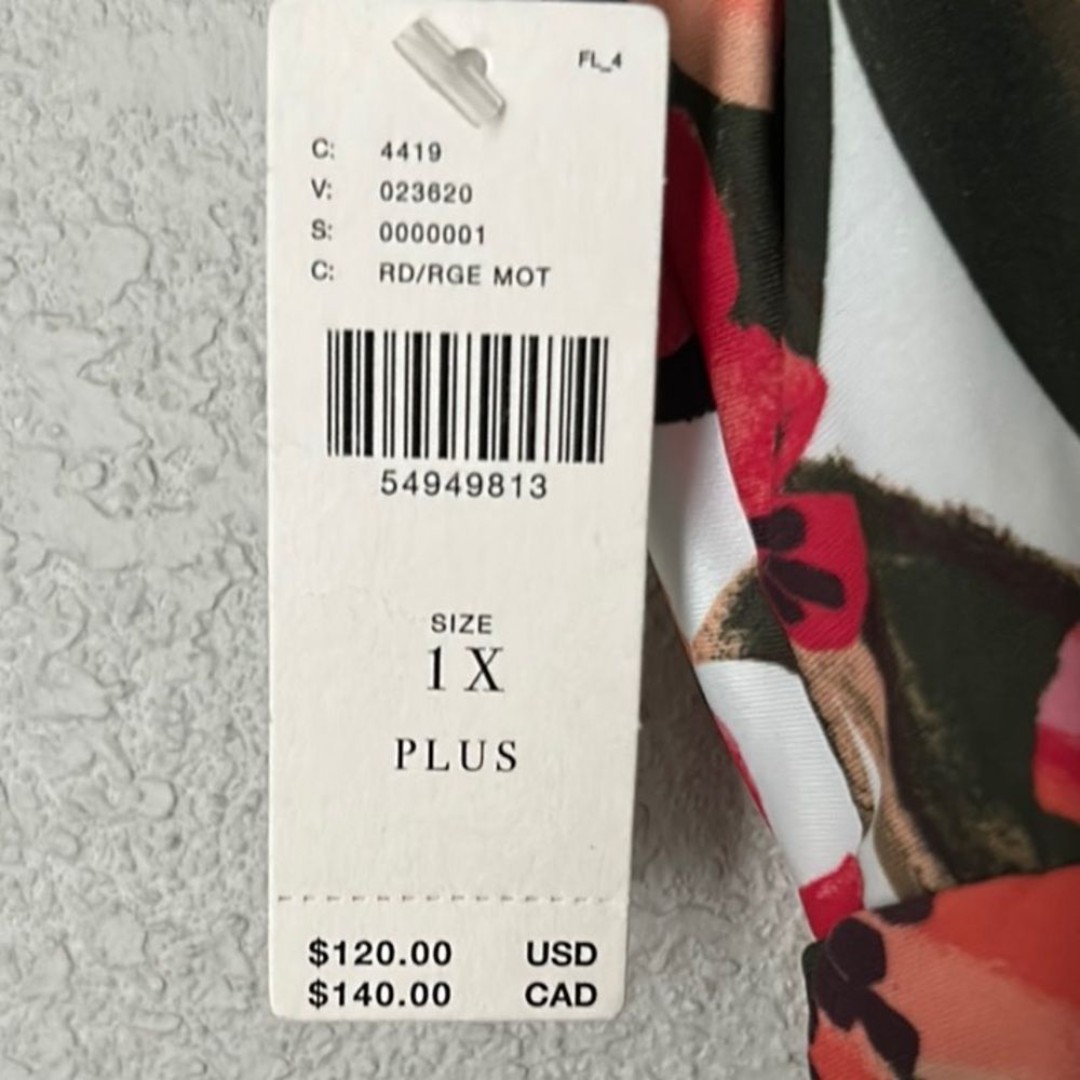 FL_4
C: 4419
V: 023620
S: 0000001
C: RD/RGE MOT
54949813
SIZE
1X
PLUS
$120.00 USD
$140.00 CAD